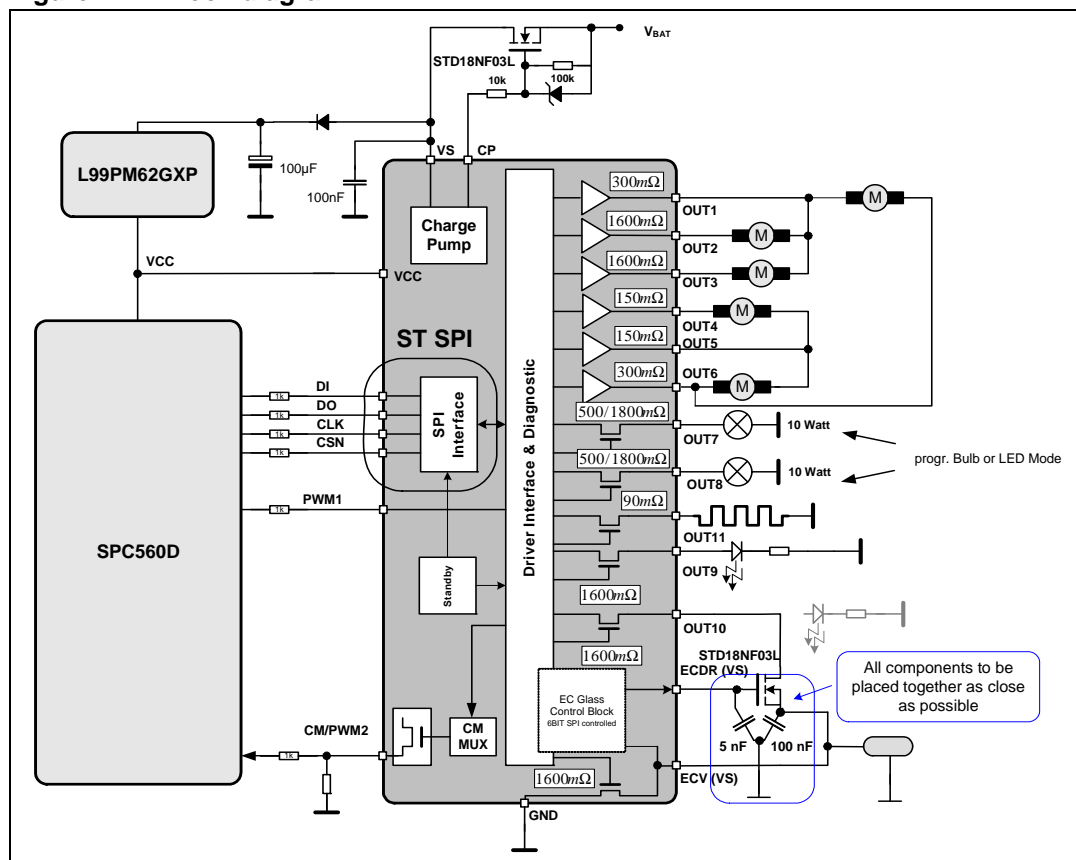 V_BAT
STD18NF03L
10k
100k
VS
CP
L99PM62GXP
100µF
100nF
Charge
Pump
300mΩ
OUT1
M
1600mΩ
OUT2
M
VCC
VCC
1600mΩ
OUT3
M
ST SPI
150mΩ
OUT4
M
150mΩ
OUT5
300mΩ
OUT6
M
DI
1k
DO
1k
CLK
1k
CSN
1k
SPI
Interface
Driver Interface & Diagnostic
500/1800mΩ
OUT7
10 Watt
progr. Bulb or LED Mode
500/1800mΩ
OUT8
10 Watt
PWM1
1k
90mΩ
OUT11
SPC560D
Standby
OUT9
1600mΩ
OUT10
1600mΩ
STD18NF03L
ECDR (VS)
All components to be
placed together as close
as possible
EC Glass
Control Block
6BIT SPI controlled
CM/PWM2
1k
CM
MUX
5 nF
100 nF
1600mΩ
ECV (VS)
GND